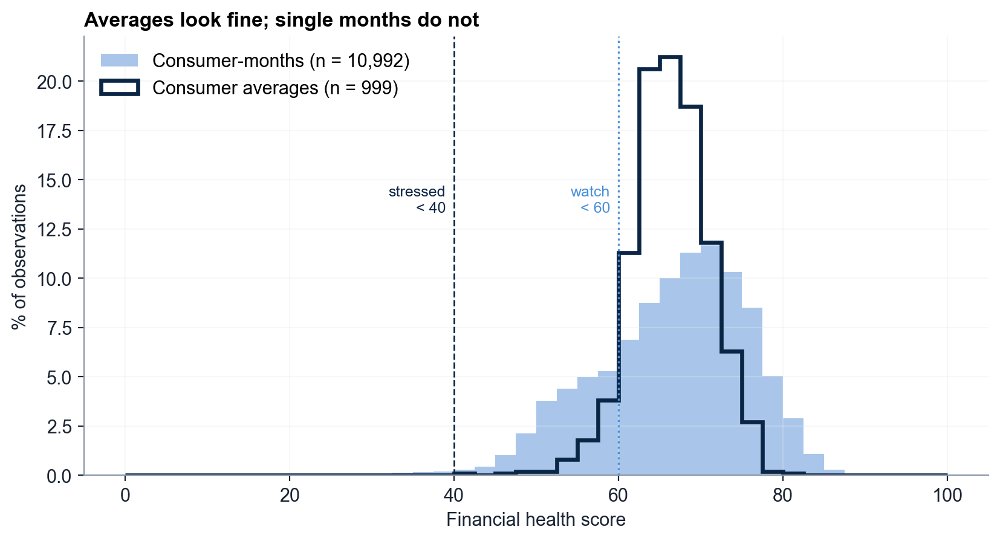 Averages look fine; single months do not
Consumer-months (n = 10,992)
Consumer averages (n = 999)
20.0
17.5
15.0
12.5
10.0
7.5
5.0
2.5
0.0
% of observations
stressed
< 40
watch
< 60
0
20
40
60
80
100
Financial health score